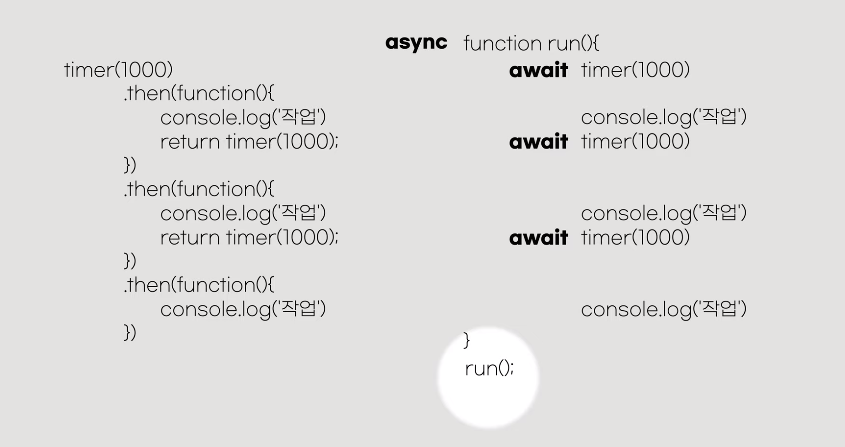 timer(1000)
.then(function(){
console.log('작업')
return timer(1000);
})
.then(function(){
console.log('작업')
return timer(1000);
})
.then(function(){
console.log('작업')
})
async function run(){
await timer(1000)
console.log('작업')
await timer(1000)
console.log('작업')
await timer(1000)
console.log('작업')
}
run();